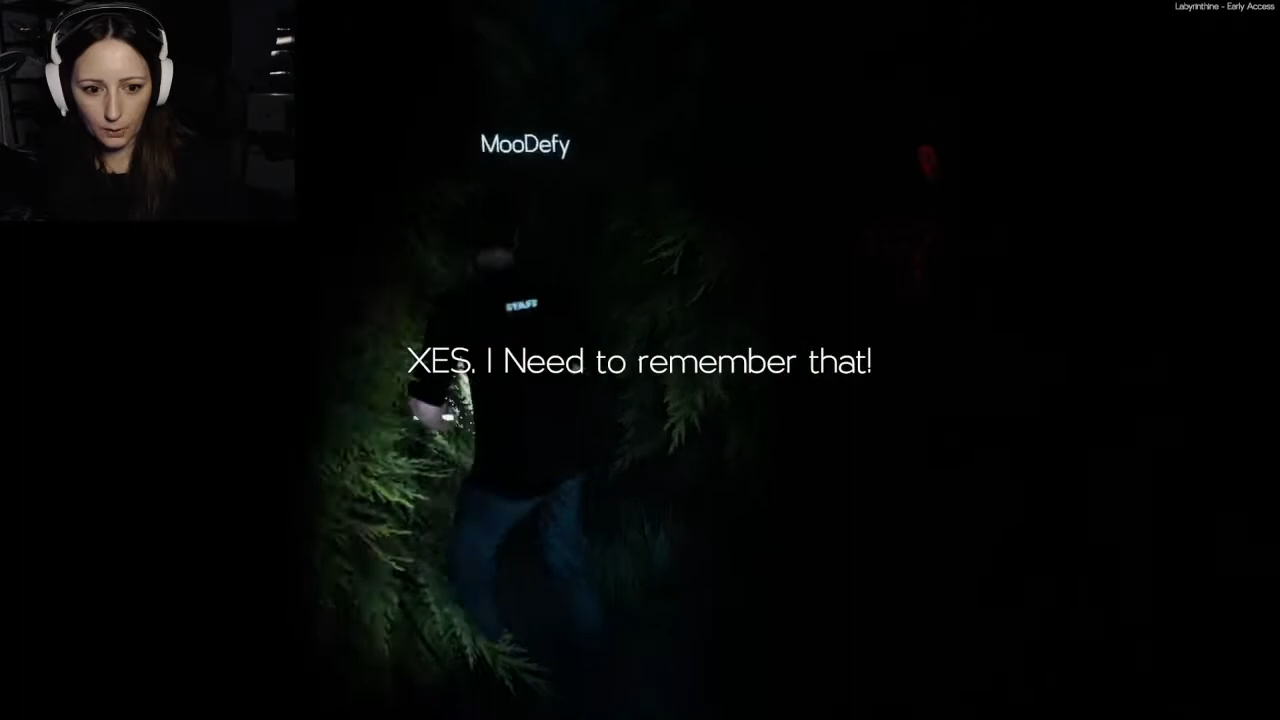 Labyrinthine - Early Access
MooDefy
STAFF
XES. I Need to remember that!